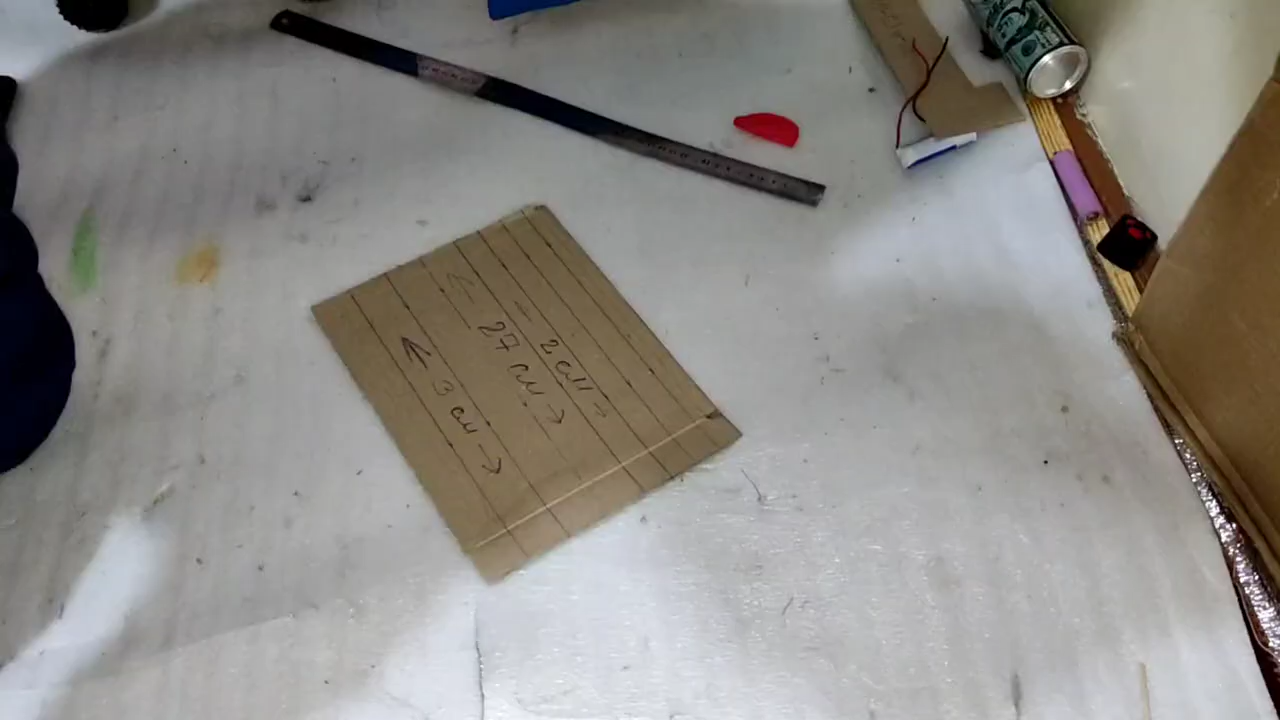 2 см →
27 см →
← 3 см →